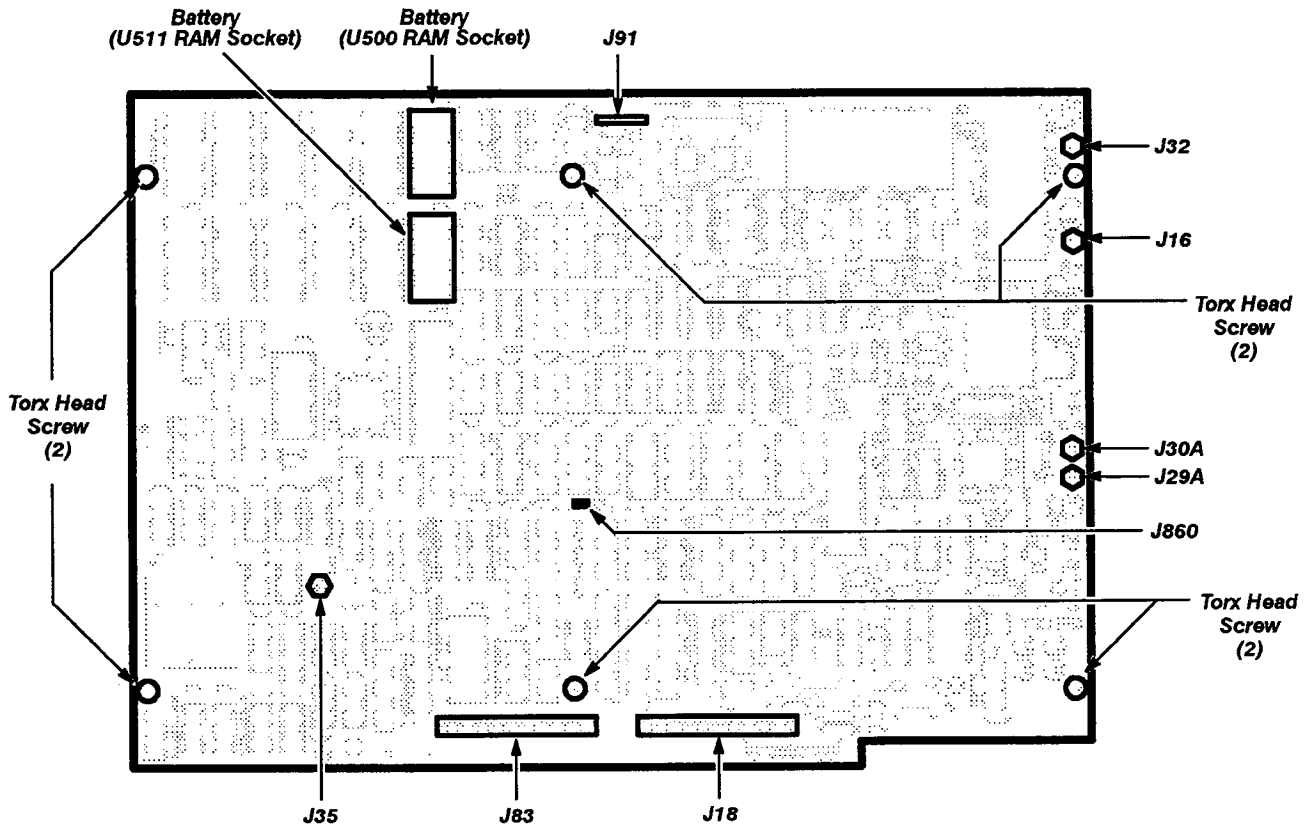 Battery
(U511 RAM Socket)
Battery
(U500 RAM Socket)
J91
J32
J16
Torx Head
Screw
(2)
Torx Head
Screw
(2)
J30A
J29A
J860
Torx Head
Screw
(2)
J35
J83
J18